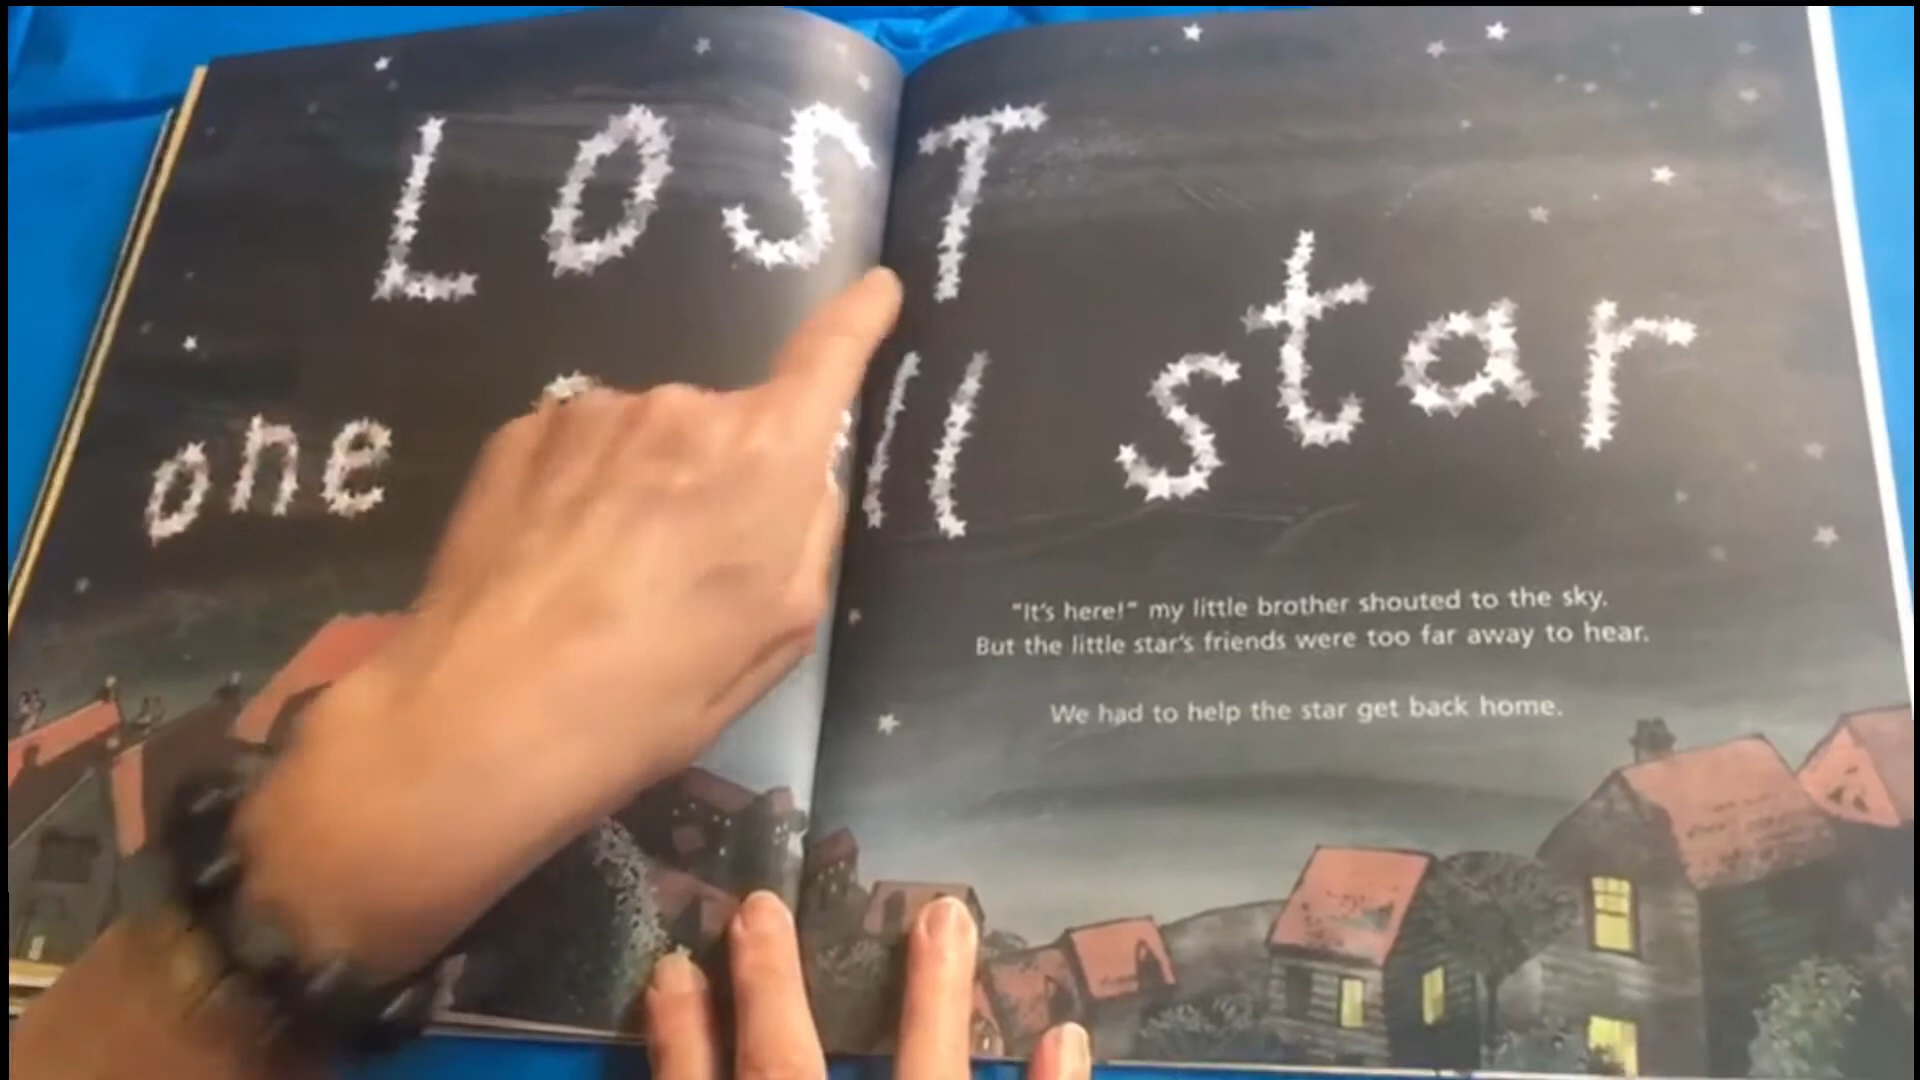 LOST
one ll star
"It's here!" my little brother shouted to the sky.
But the little star's friends were too far away to hear.
We had to help the star get back home.